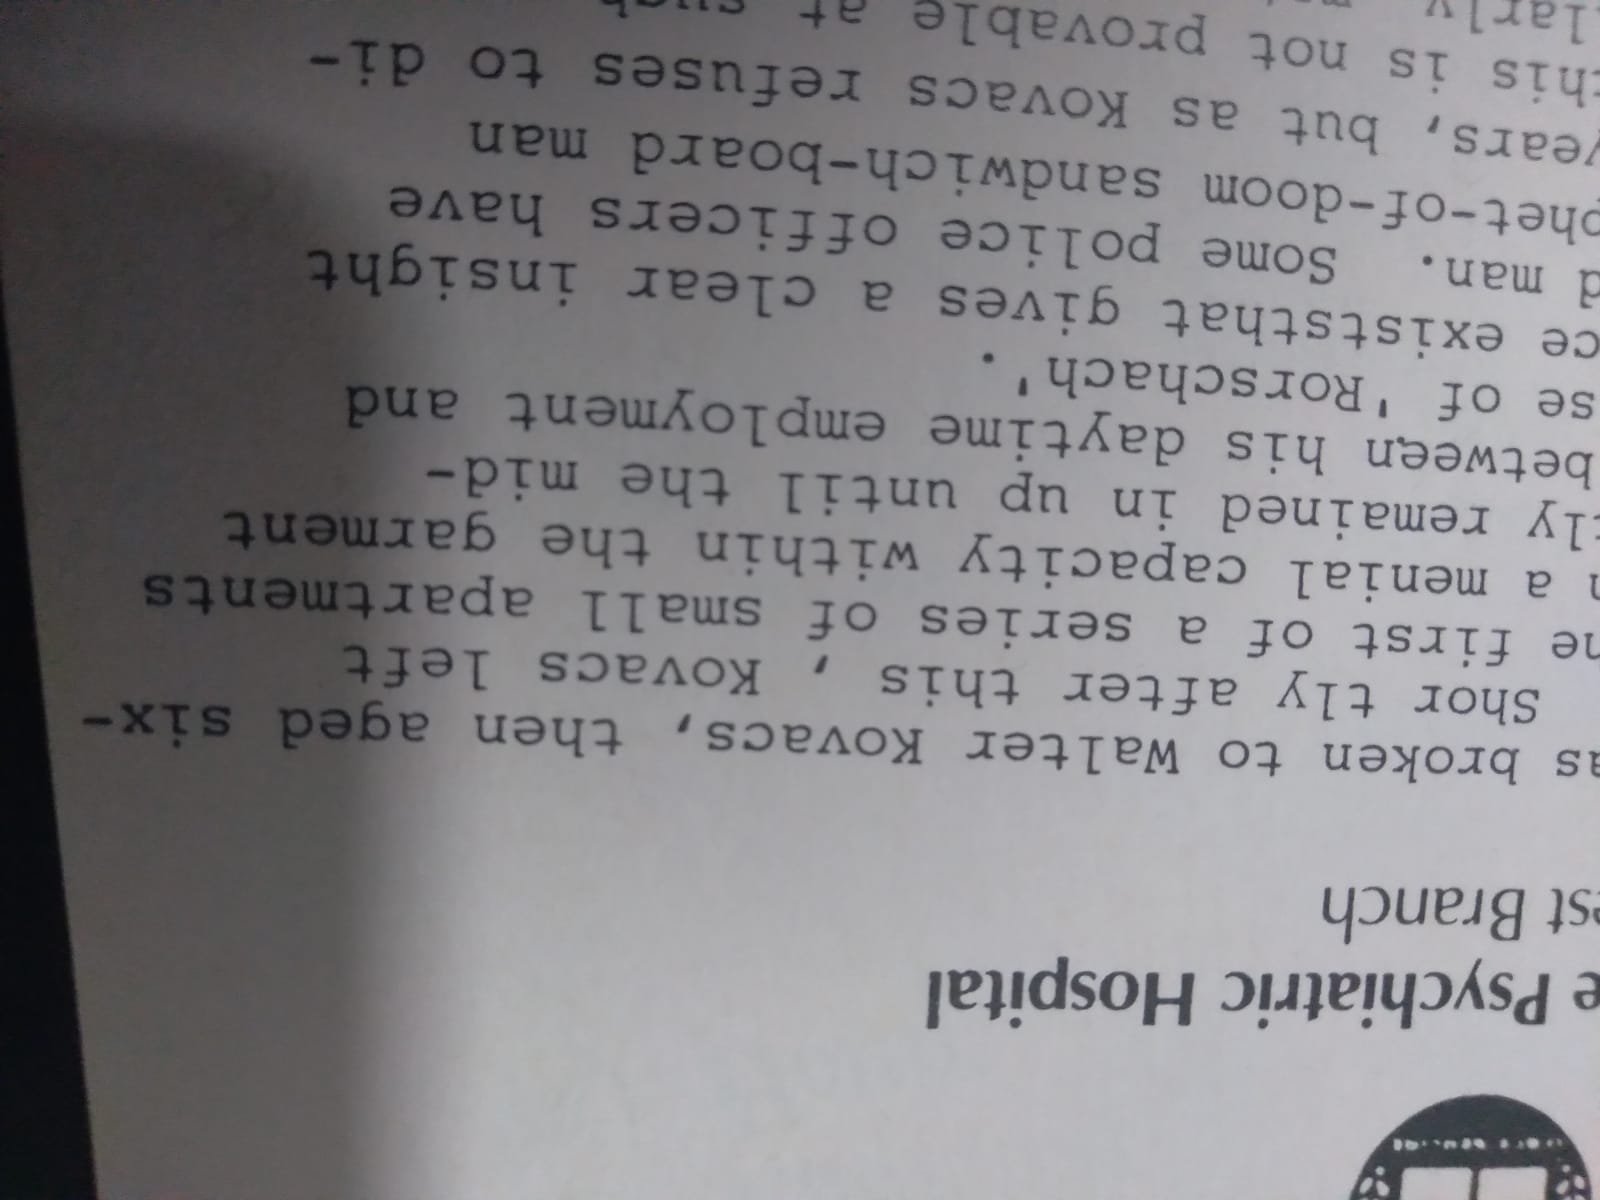 e Psychiatric Hospital
est Branch
as broken to Walter Kovacs, then aged six-
Shor tly after this , Kovacs left
he first of a series of small apartments
n a menial capacity within the garment
tly remained in up until the mid-
between his daytime employment and
se of 'Rorschach'.
ce existsthat gives a clear insight
d man. Some police officers have
phet-of-doom sandwich-board man
years, but as Kovacs refuses to di-
this is not provable at such
larly